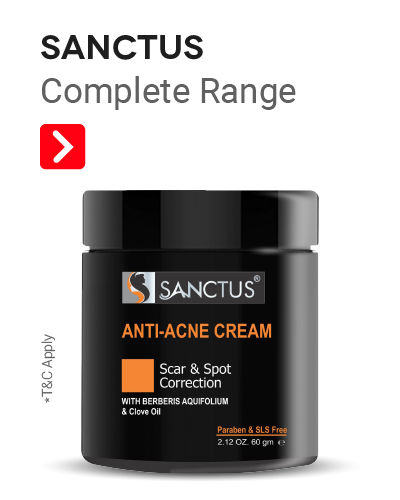 SANCTUS
Complete Range
SANCTUS®
ANTI-ACNE CREAM
Scar & Spot
Correction
WITH BERBERIS AQUIFOLIUM
& Clove Oil
Paraben & SLS Free
2.12 OZ. 60 gm ℮
*T&C Apply